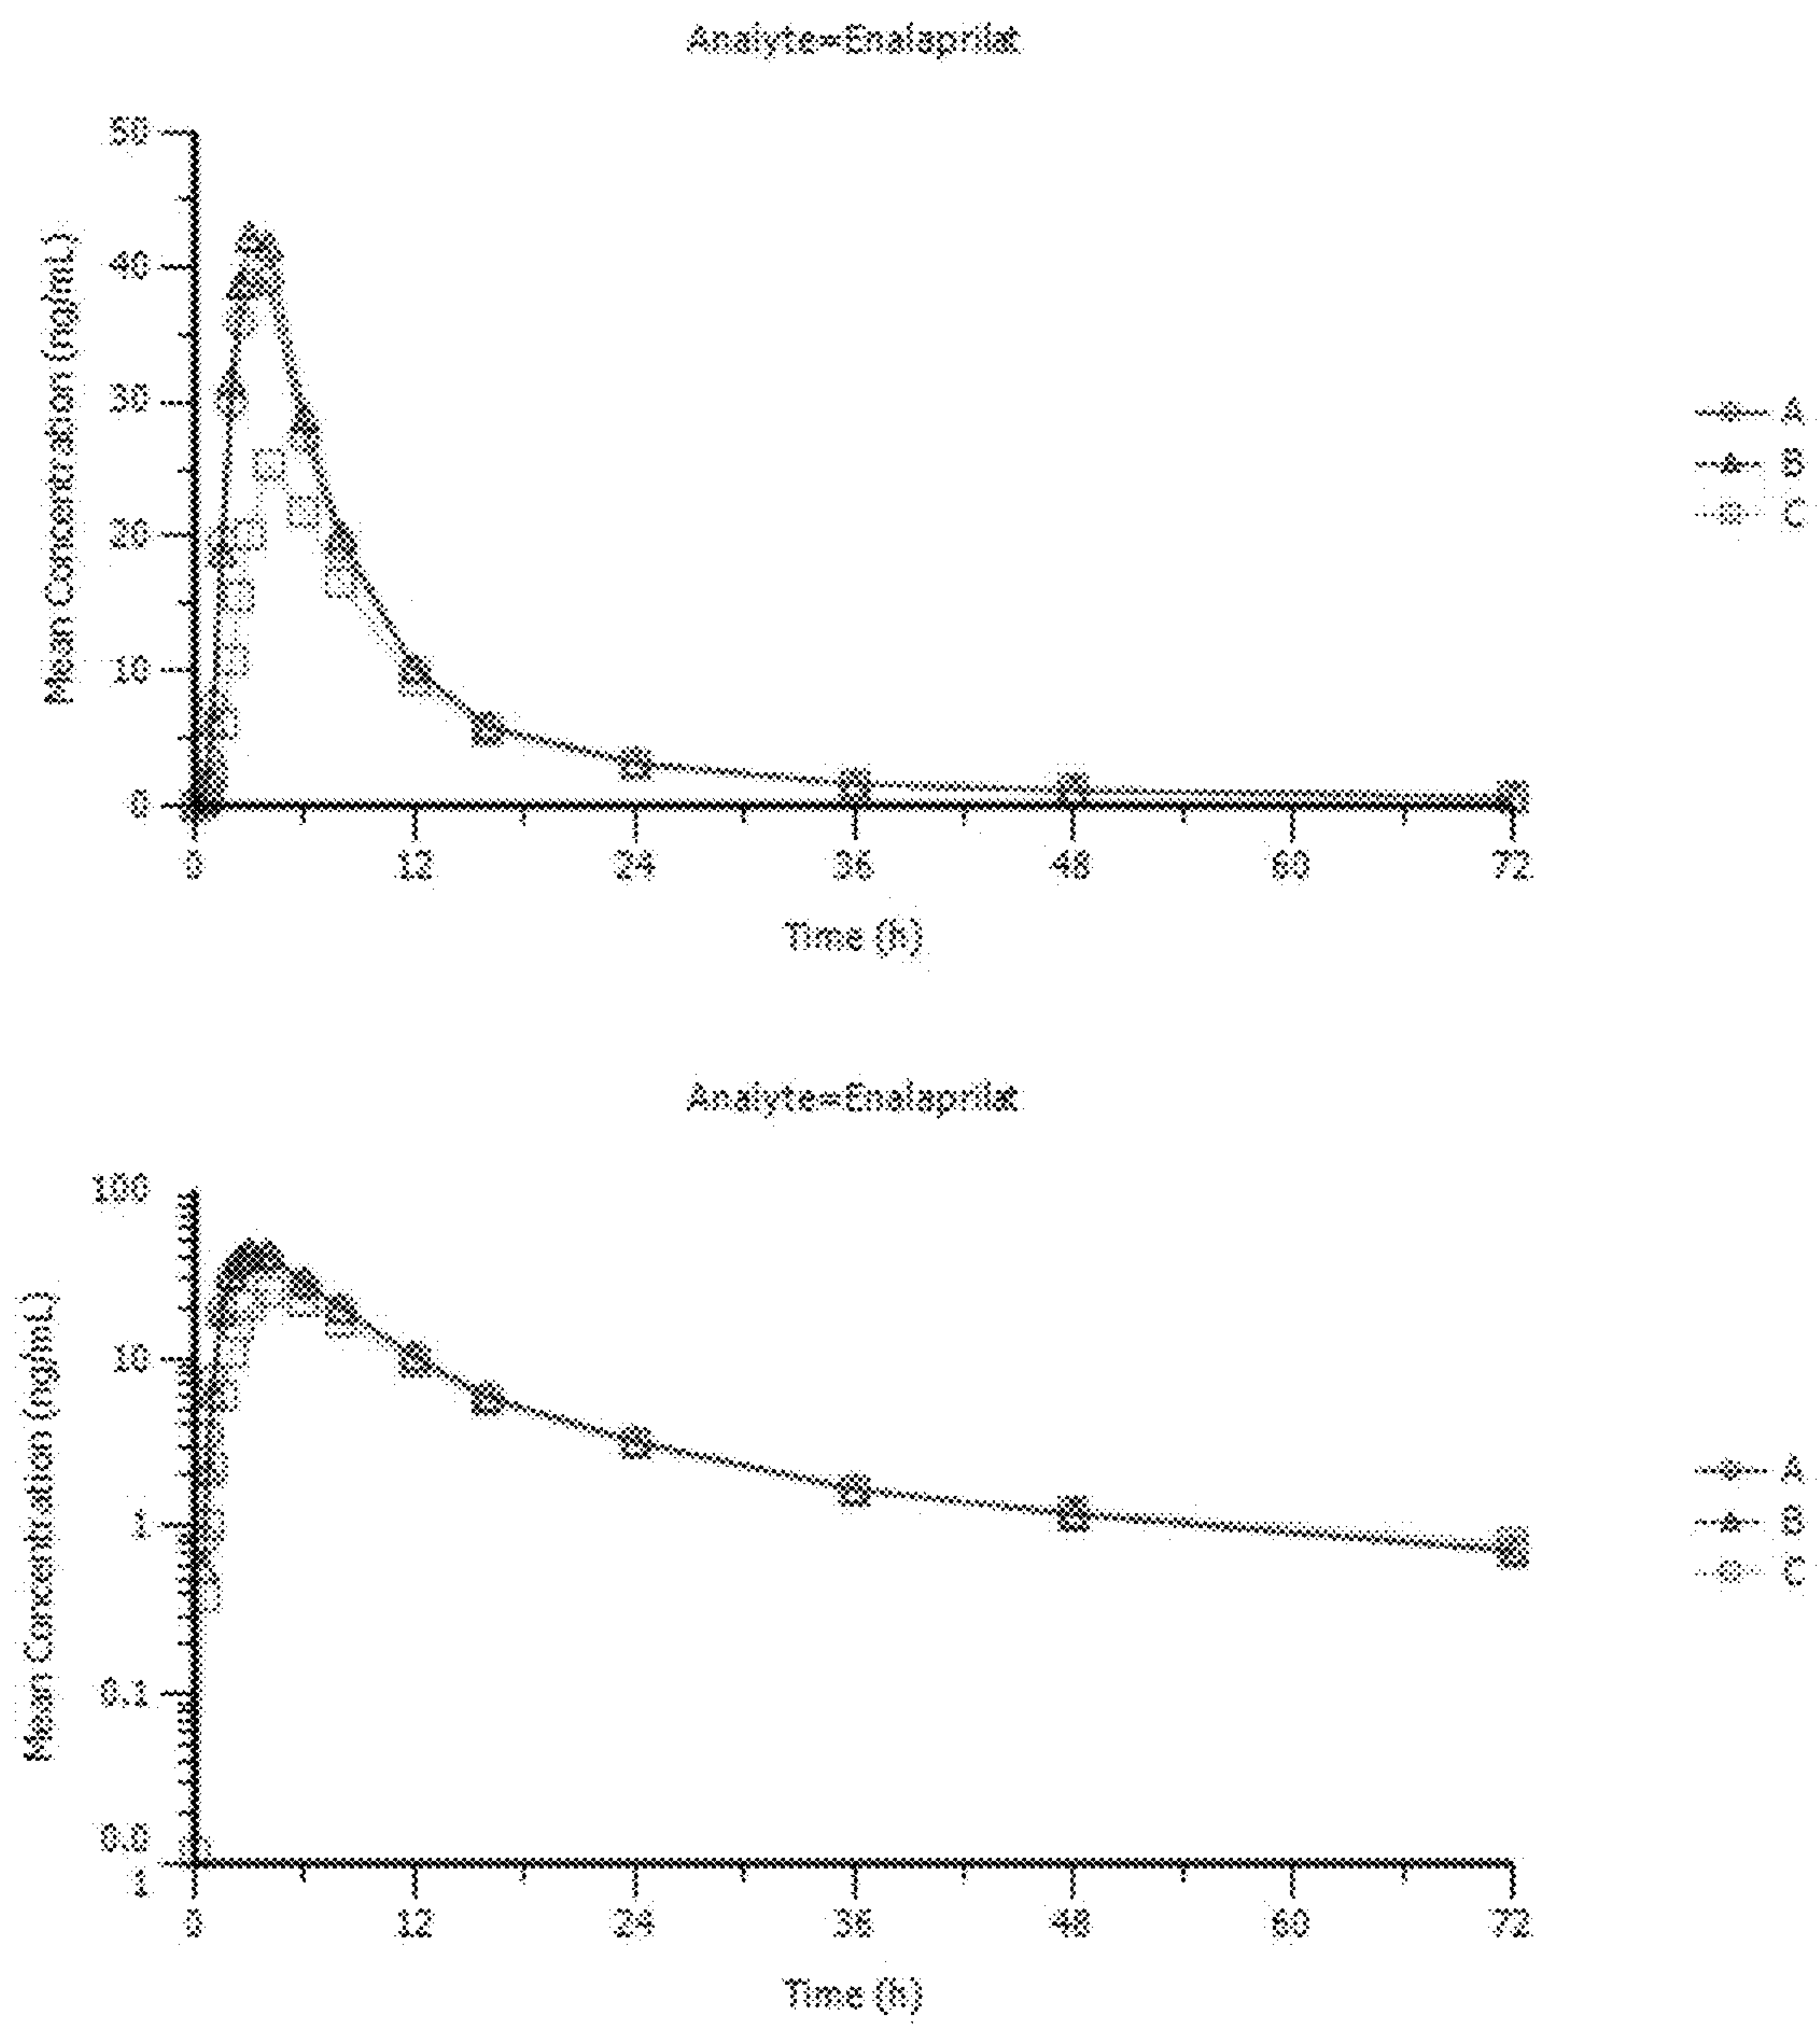 Analyte=Enalaprilat
50
40
30
20
10
0
Mean Concentration (ng/mL)
0 12 24 36 48 60 72
Time (h)
A
B
C
Analyte=Enalaprilat
100
10
1
0.1
0.0
1
Mean Concentration (ng/mL)
0 12 24 36 48 60 72
Time (h)
A
B
C